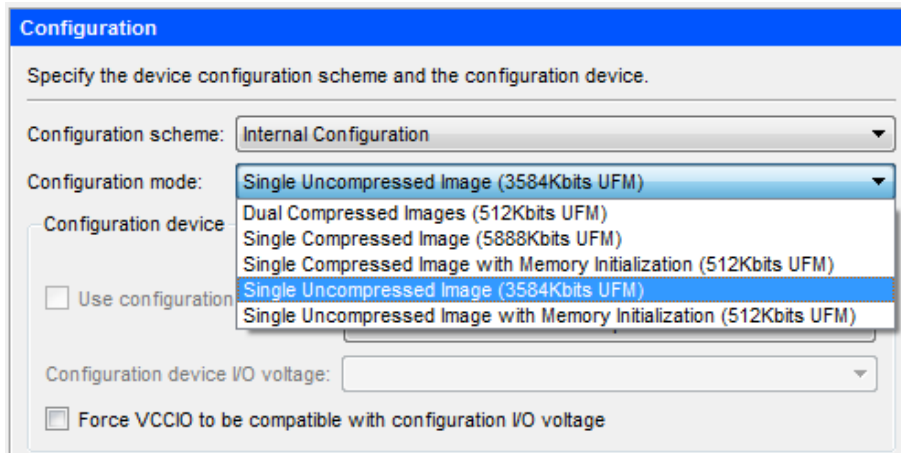 Configuration
Specify the device configuration scheme and the configuration device.
Configuration scheme: Internal Configuration
Configuration mode: Single Uncompressed Image (3584Kbits UFM)
Configuration device
Dual Compressed Images (512Kbits UFM)
Single Compressed Image (5888Kbits UFM)
Single Compressed Image with Memory Initialization (512Kbits UFM)
Use configuration
Single Uncompressed Image (3584Kbits UFM)
Single Uncompressed Image with Memory Initialization (512Kbits UFM)
Configuration device I/O voltage:
Force VCCIO to be compatible with configuration I/O voltage